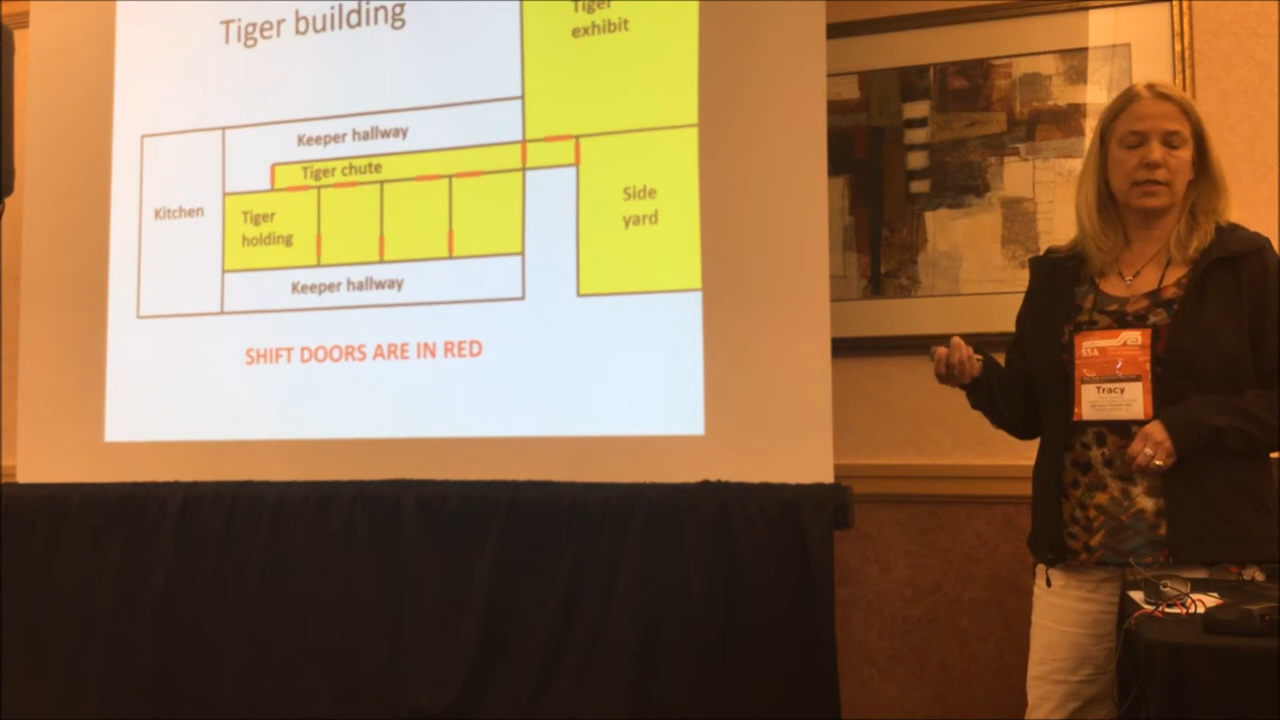 Tiger building
Tiger
exhibit
Keeper hallway
Tiger chute
Kitchen
Tiger
holding
Side
yard
Keeper hallway
SHIFT DOORS ARE IN RED
SSA
Tracy